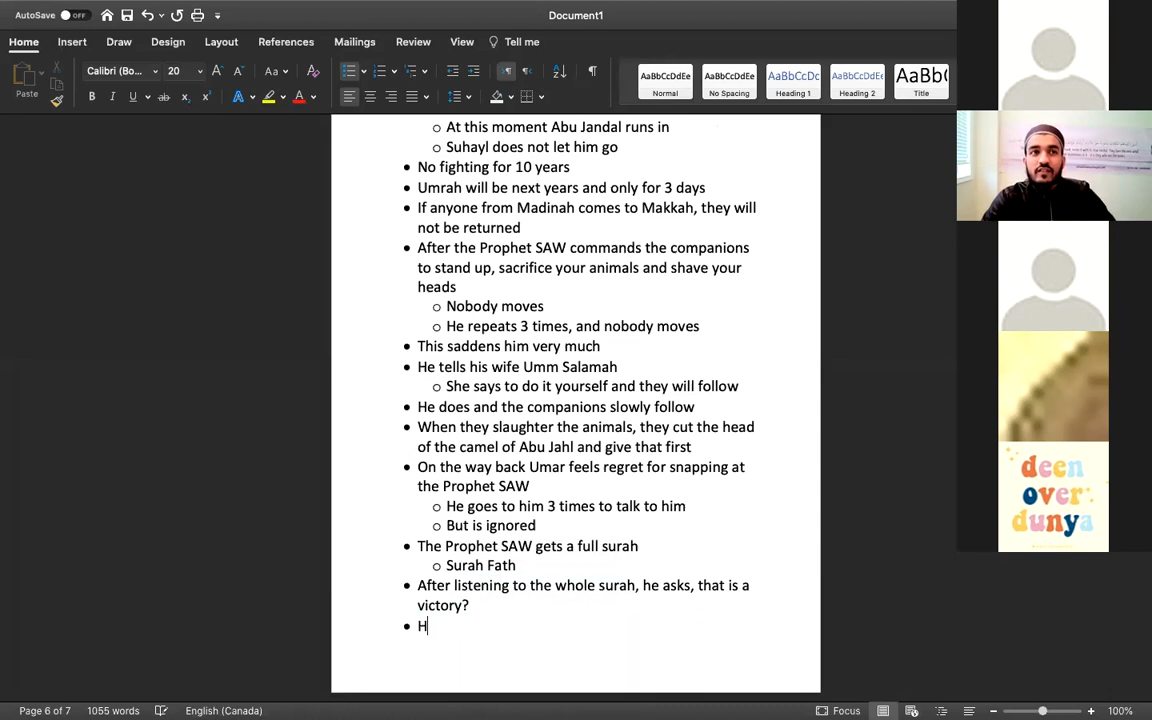 AutoSave OFF
Document1
Home Insert Draw Design Layout References Mailings Review View Tell me
Paste
Calibri (Bo... 20
AaBbCcDdEe AaBbCcDdEe AaBbCcDc AaBbCcDdEe AaBb(
Normal No Spacing Heading 1 Heading 2 Title
At this moment Abu Jandal runs in
Suhayl does not let him go
No fighting for 10 years
Umrah will be next years and only for 3 days
If anyone from Madinah comes to Makkah, they will
not be returned
After the Prophet SAW commands the companions
to stand up, sacrifice your animals and shave your
heads
Nobody moves
He repeats 3 times, and nobody moves
This saddens him very much
He tells his wife Umm Salamah
She says to do it yourself and they will follow
He does and the companions slowly follow
When they slaughter the animals, they cut the head
of the camel of Abu Jahl and give that first
On the way back Umar feels regret for snapping at
the Prophet SAW
He goes to him 3 times to talk to him
But is ignored
The Prophet SAW gets a full surah
Surah Fath
After listening to the whole surah, he asks, that is a
victory?
H
deen
over
dunya
Page 6 of 7 1055 words English (Canada) Focus 100%